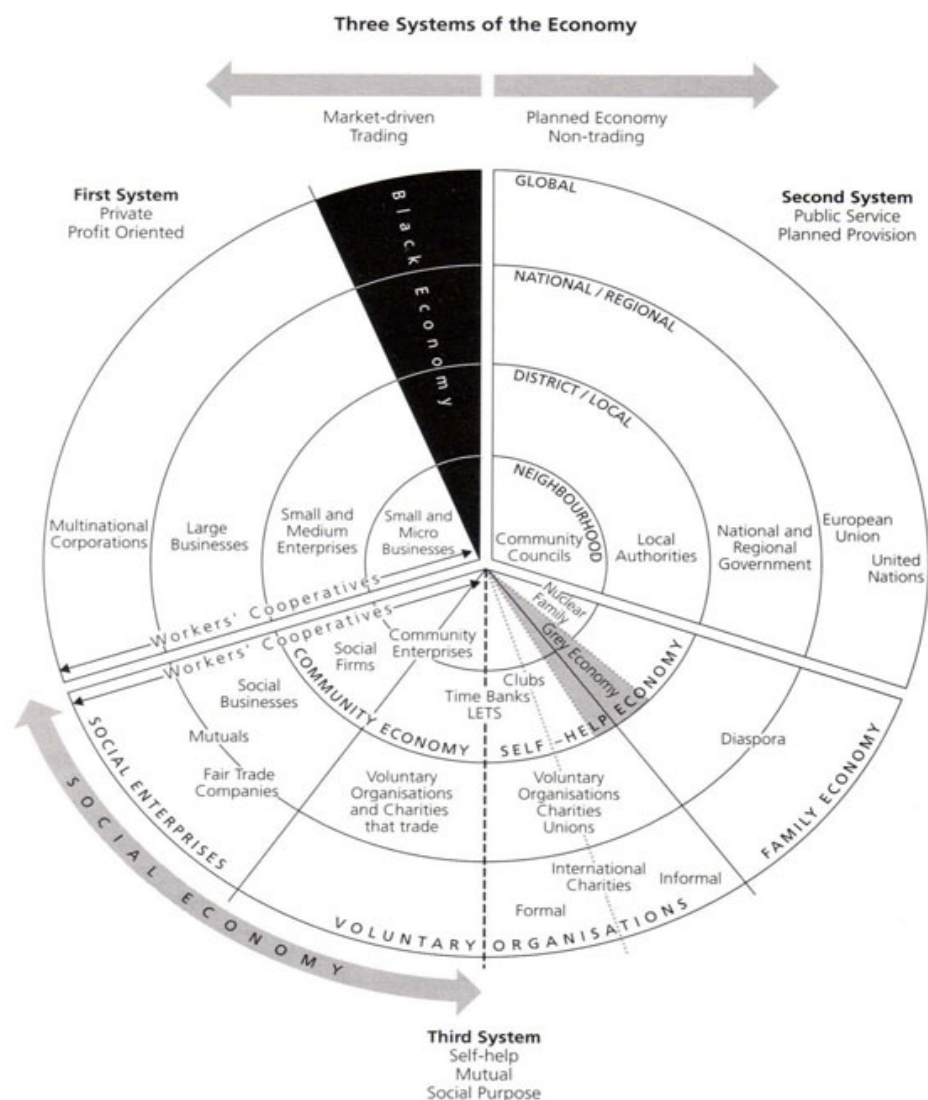 Three Systems of the Economy
Market-driven
Trading
Planned Economy
Non-trading
First System
Private
Profit Oriented
Second System
Public Service
Planned Provision
Black Economy
GLOBAL
NATIONAL / REGIONAL
DISTRICT / LOCAL
NEIGHBOURHOOD
Multinational
Corporations
Large
Businesses
Small and
Medium
Enterprises
Small and
Micro
Businesses
Community
Councils
Local
Authorities
National and
Regional
Government
European
Union
United
Nations
Workers' Cooperatives
Workers' Cooperatives
Nuclear
Family
Grey Economy
Social
Firms
Community
Enterprises
Social
Businesses
Clubs
Time Banks
LETS
COMMUNITY ECONOMY
SELF-HELP ECONOMY
Mutuals
Fair Trade
Companies
Diaspora
Voluntary
Organisations
and Charities
that trade
Voluntary
Organisations
Charities
Unions
International
Charities
Informal
Formal
SOCIAL ENTERPRISES
VOLUNTARY ORGANISATIONS
FAMILY ECONOMY
SOCIAL ECONOMY
Third System
Self-help
Mutual
Social Purpose